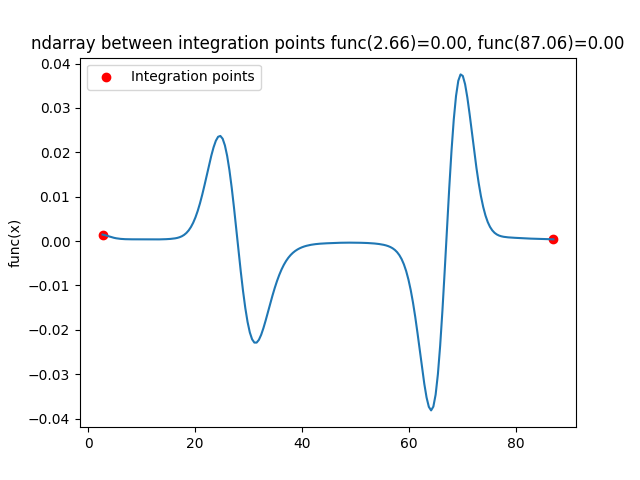 ndarray between integration points func(2.66)=0.00, func(87.06)=0.00
Integration points
func(x)
0.04
0.03
0.02
0.01
0.00
−0.01
−0.02
−0.03
−0.04
0 20 40 60 80